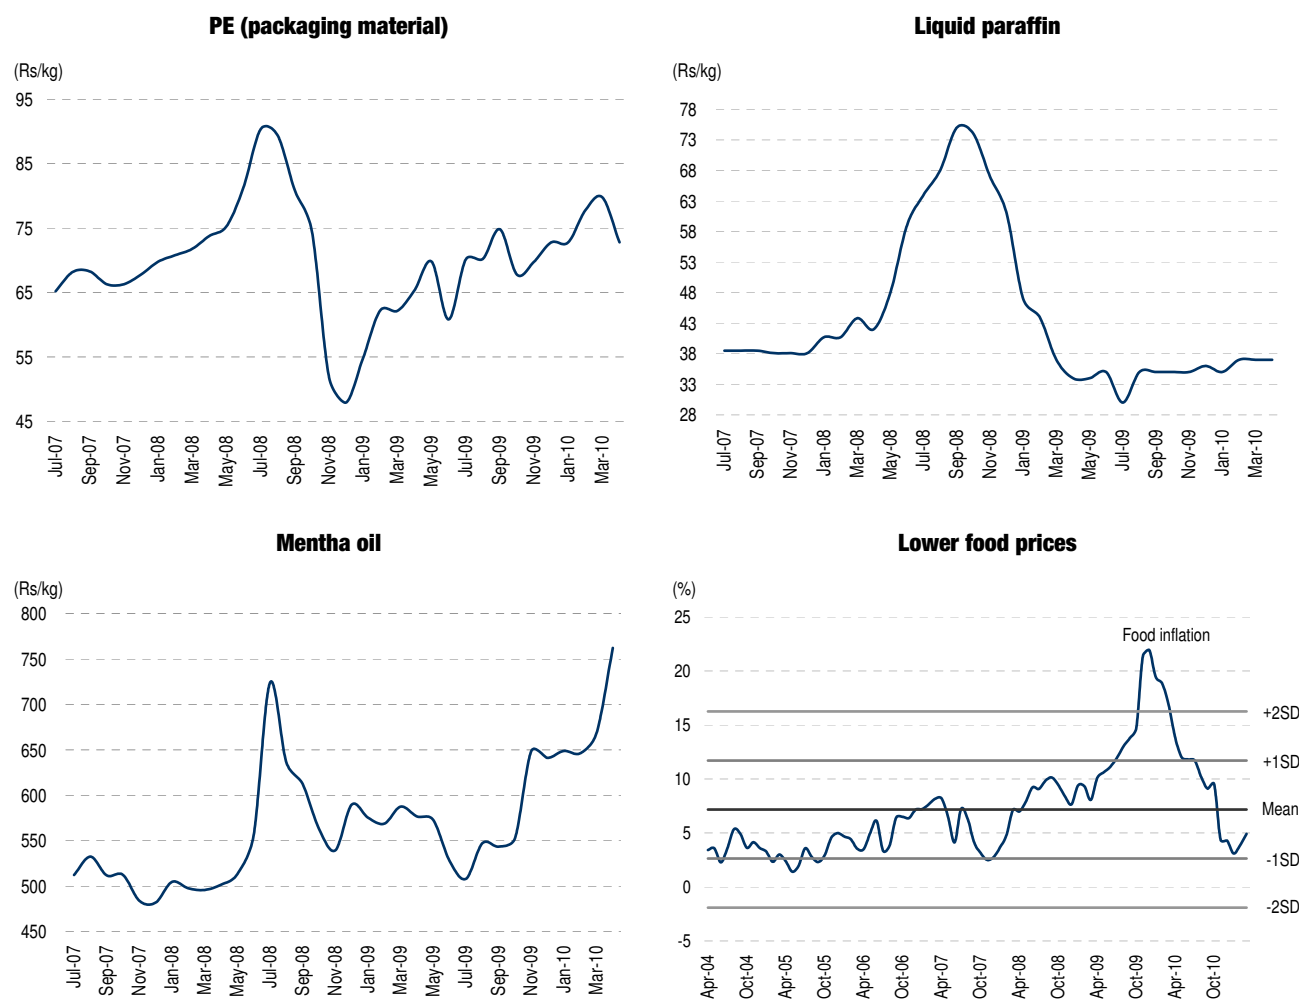 PE (packaging material)
(Rs/kg)
95
85
75
65
55
45
Jul-07
Sep-07
Nov-07
Jan-08
Mar-08
May-08
Jul-08
Sep-08
Nov-08
Jan-09
Mar-09
May-09
Jul-09
Sep-09
Nov-09
Jan-10
Mar-10
Liquid paraffin
(Rs/kg)
78
73
68
63
58
53
48
43
38
33
28
Jul-07
Sep-07
Nov-07
Jan-08
Mar-08
May-08
Jul-08
Sep-08
Nov-08
Jan-09
Mar-09
May-09
Jul-09
Sep-09
Nov-09
Jan-10
Mar-10
Mentha oil
(Rs/kg)
800
750
700
650
600
550
500
450
Jul-07
Sep-07
Nov-07
Jan-08
Mar-08
May-08
Jul-08
Sep-08
Nov-08
Jan-09
Mar-09
May-09
Jul-09
Sep-09
Nov-09
Jan-10
Mar-10
Lower food prices
(%)
25
20
15
10
5
0
-5
Food inflation
+2SD
+1SD
Mean
-1SD
-2SD
Apr-04
Oct-04
Apr-05
Oct-05
Apr-06
Oct-06
Apr-07
Oct-07
Apr-08
Oct-08
Apr-09
Oct-09
Apr-10
Oct-10